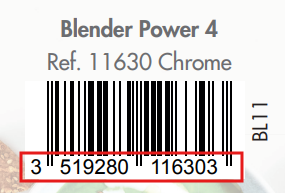 Blender Power 4
Ref. 11630 Chrome
BL11
3 519280 116303